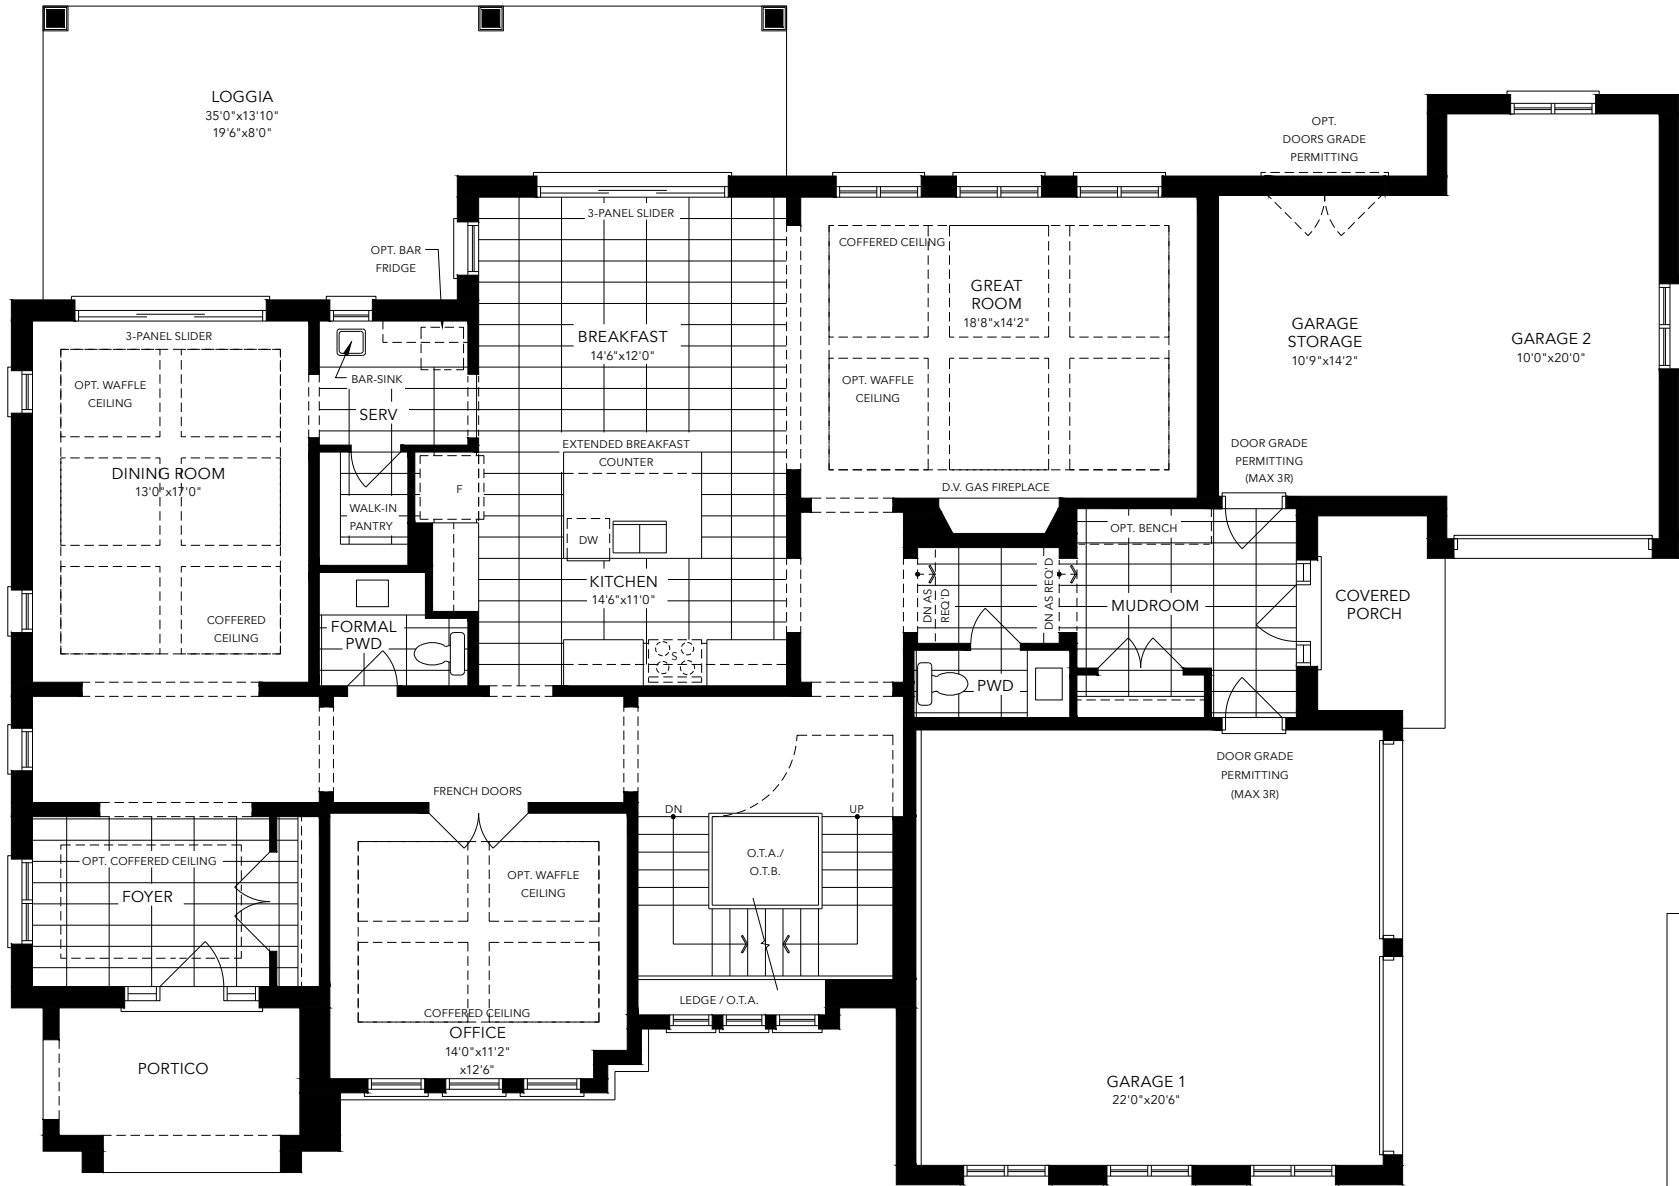 LOGGIA
35'0"x13'10"
19'6"x8'0"
OPT.
DOORS GRADE
PERMITTING
3-PANEL SLIDER
OPT. BAR
FRIDGE
COFFERED CEILING
GREAT
ROOM
18'8"x14'2"
OPT. WAFFLE
CEILING
D.V. GAS FIREPLACE
GARAGE
STORAGE
10'9"x14'2"
GARAGE 2
10'0"x20'0"
BREAKFAST
14'6"x12'0"
3-PANEL SLIDER
OPT. WAFFLE
CEILING
DINING ROOM
13'0"x17'0"
COFFERED
CEILING
BAR-SINK
SERV
WALK-IN
PANTRY
F
EXTENDED BREAKFAST
COUNTER
DW
KITCHEN
14'6"x11'0"
S
FORMAL
PWD
DOOR GRADE
PERMITTING
(MAX 3R)
OPT. BENCH
DN AS
REQ'D
DN AS REQ'D
MUDROOM
COVERED
PORCH
PWD
DOOR GRADE
PERMITTING
(MAX 3R)
FRENCH DOORS
DN
UP
O.T.A./
O.T.B.
OPT. COFFERED CEILING
FOYER
OPT. WAFFLE
CEILING
COFFERED CEILING
OFFICE
14'0"x11'2"
x12'6"
LEDGE / O.T.A.
PORTICO
GARAGE 1
22'0"x20'6"